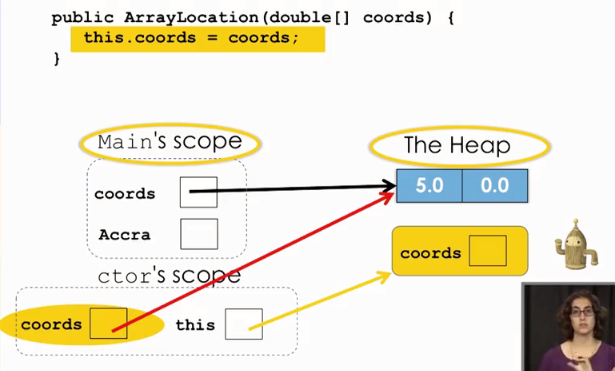 public ArrayLocation(double[] coords) {
this.coords = coords;
}
Main's scope
The Heap
coords
5.0 0.0
Accra
coords
ctor's scope
coords this